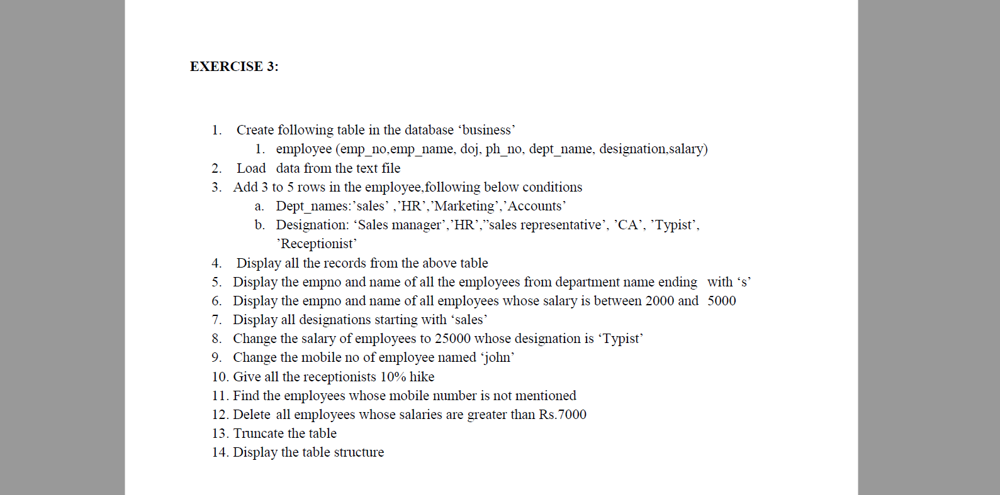 EXERCISE 3:
1. Create following table in the database ‘business’
1. employee (emp_no,emp_name, doj, ph_no, dept_name, designation,salary)
2. Load data from the text file
3. Add 3 to 5 rows in the employee,following below conditions
a. Dept_names:’sales’ ,’HR’,’Marketing’,’Accounts’
b. Designation: ‘Sales manager’,’HR’,”sales representative’, ’CA’, ’Typist’,
’Receptionist’
4. Display all the records from the above table
5. Display the empno and name of all the employees from department name ending with ‘s’
6. Display the empno and name of all employees whose salary is between 2000 and 5000
7. Display all designations starting with ‘sales’
8. Change the salary of employees to 25000 whose designation is ‘Typist’
9. Change the mobile no of employee named ‘john’
10. Give all the receptionists 10% hike
11. Find the employees whose mobile number is not mentioned
12. Delete all employees whose salaries are greater than Rs.7000
13. Truncate the table
14. Display the table structure